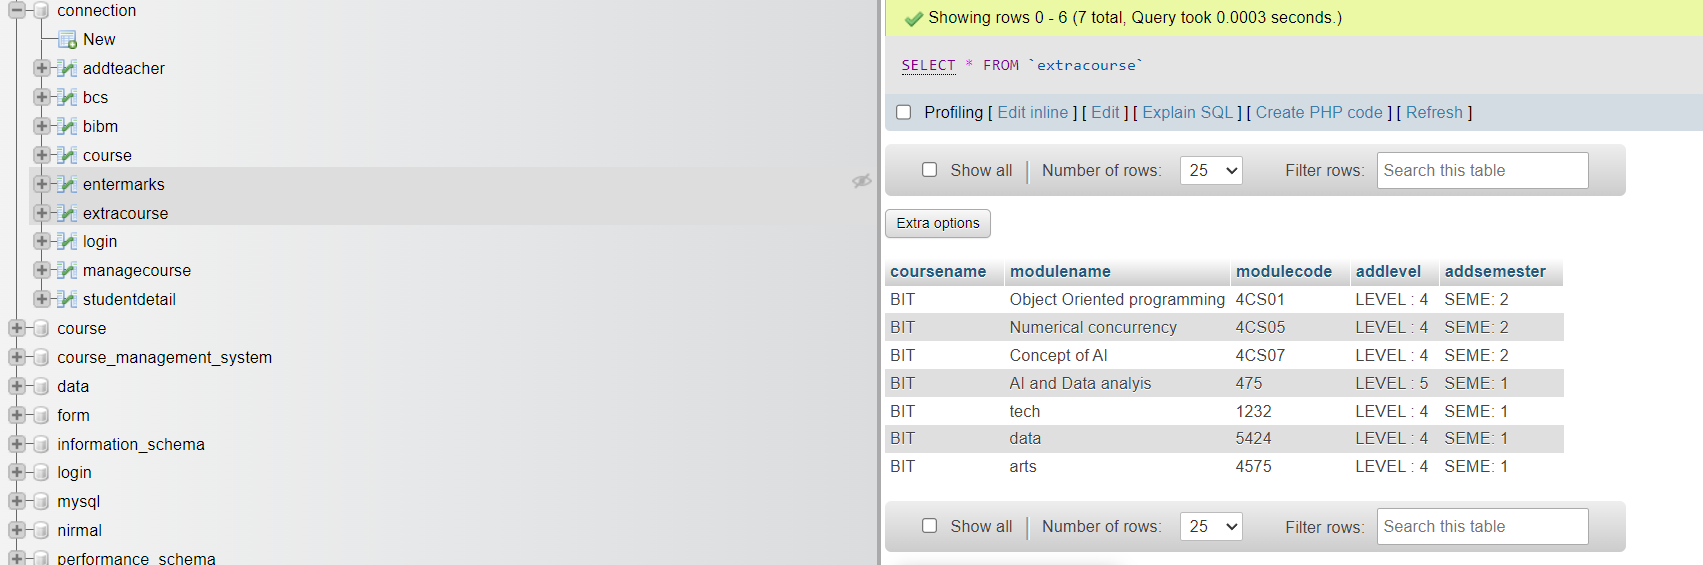 connection
New
addteacher
bcs
bibm
course
entermarks
extracourse
login
managecourse
studentdetail
course
course_management_system
data
form
information_schema
login
mysql
nirmal
performance_schema
Showing rows 0 - 6 (7 total, Query took 0.0003 seconds.)
SELECT * FROM `extracourse`
Profiling [ Edit inline ] [ Edit ] [ Explain SQL ] [ Create PHP code ] [ Refresh ]
Show all Number of rows: 25 Filter rows: Search this table
Extra options
coursename modulename modulecode addlevel addsemester
BIT Object Oriented programming 4CS01 LEVEL : 4 SEME: 2
BIT Numerical concurrency 4CS05 LEVEL : 4 SEME: 2
BIT Concept of AI 4CS07 LEVEL : 4 SEME: 2
BIT AI and Data analyis 475 LEVEL : 5 SEME: 1
BIT tech 1232 LEVEL : 4 SEME: 1
BIT data 5424 LEVEL : 4 SEME: 1
BIT arts 4575 LEVEL : 4 SEME: 1
Show all Number of rows: 25 Filter rows: Search this table